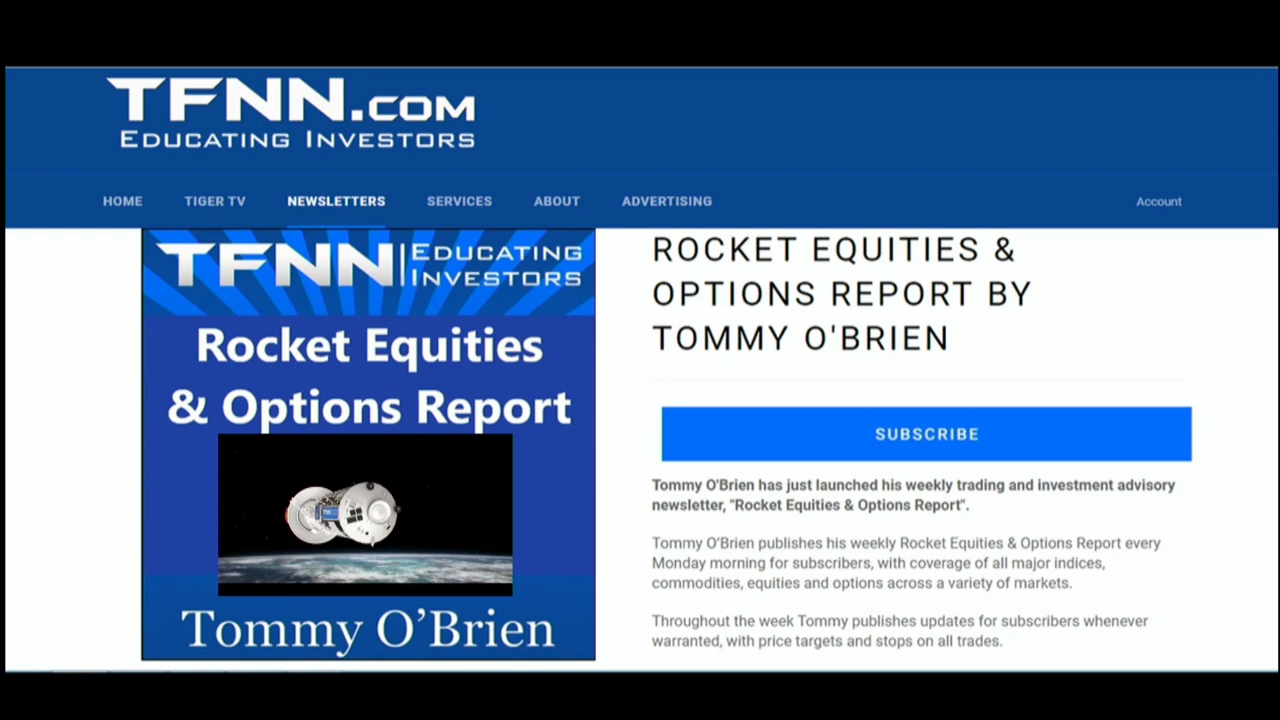 TFNN.COM
EDUCATING INVESTORS
HOME TIGER TV NEWSLETTERS SERVICES ABOUT ADVERTISING Account
TFNN EDUCATING
INVESTORS
Rocket Equities
& Options Report
Tommy O’Brien
ROCKET EQUITIES &
OPTIONS REPORT BY
TOMMY O'BRIEN
SUBSCRIBE
Tommy O'Brien has just launched his weekly trading and investment advisory
newsletter, "Rocket Equities & Options Report".
Tommy O'Brien publishes his weekly Rocket Equities & Options Report every
Monday morning for subscribers, with coverage of all major indices,
commodities, equities and options across a variety of markets.
Throughout the week Tommy publishes updates for subscribers whenever
warranted, with price targets and stops on all trades.